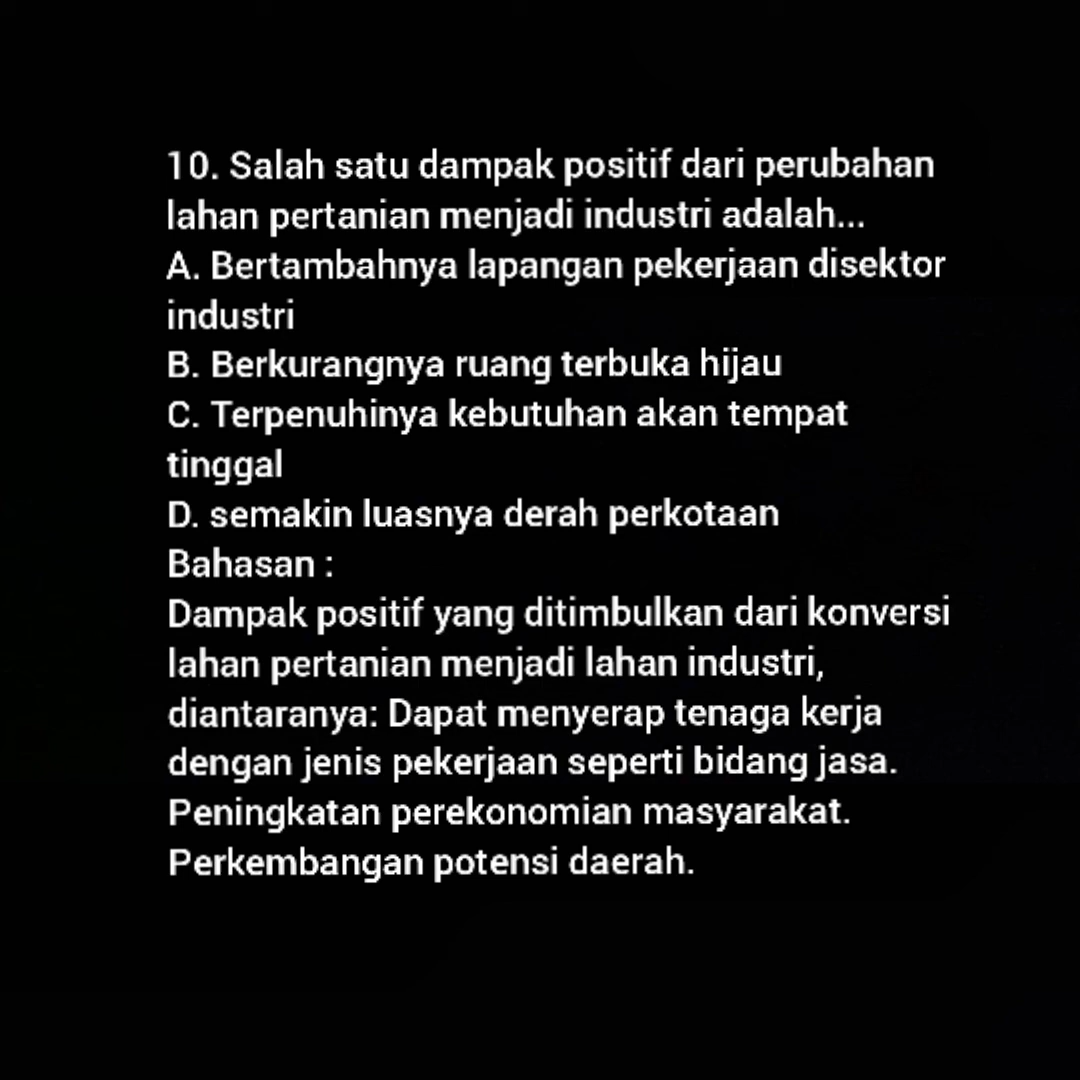 10. Salah satu dampak positif dari perubahan
lahan pertanian menjadi industri adalah...
A. Bertambahnya lapangan pekerjaan disektor
industri
B. Berkurangnya ruang terbuka hijau
C. Terpenuhinya kebutuhan akan tempat
tinggal
D. semakin luasnya derah perkotaan
Bahasan :
Dampak positif yang ditimbulkan dari konversi
lahan pertanian menjadi lahan industri,
diantaranya: Dapat menyerap tenaga kerja
dengan jenis pekerjaan seperti bidang jasa.
Peningkatan perekonomian masyarakat.
Perkembangan potensi daerah.